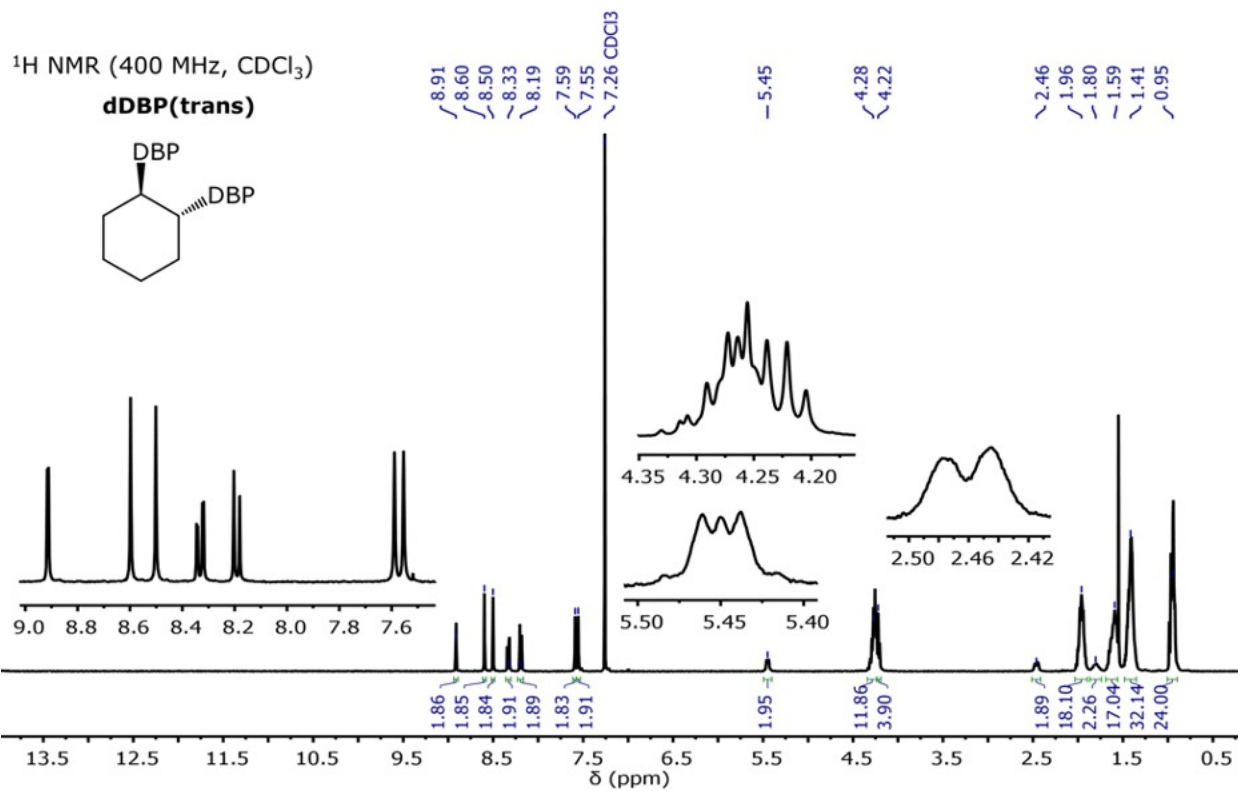 ¹H NMR (400 MHz, CDCl₃)
dDBP(trans)
DBP
DBP
8.91
8.60
8.50
8.33
8.19
7.59
7.55
7.26 CDCl3
5.45
4.28
4.22
2.46
1.96
1.80
1.59
1.41
0.95
9.0 8.8 8.6 8.4 8.2 8.0 7.8 7.6
4.35 4.30 4.25 4.20
5.50 5.45 5.40
2.50 2.46 2.42
1.86
1.85
1.84
1.91
1.89
1.83
1.91
1.95
11.86
3.90
1.89
18.10
2.26
17.04
32.14
24.00
13.5 12.5 11.5 10.5 9.5 8.5 7.5 6.5 5.5 4.5 3.5 2.5 1.5 0.5
δ (ppm)